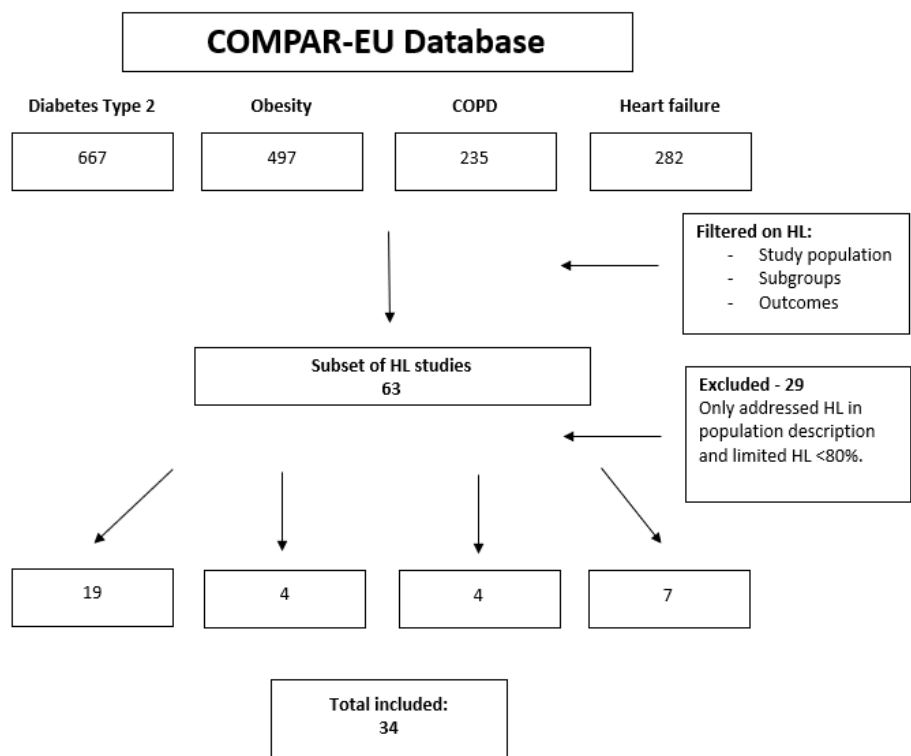 COMPAR-EU Database
Diabetes Type 2
Obesity
COPD
Heart failure
667
497
235
282
Filtered on HL:
- Study population
- Subgroups
- Outcomes
Subset of HL studies
63
Excluded - 29
Only addressed HL in
population description
and limited HL <80%.
19
4
4
7
Total included:
34